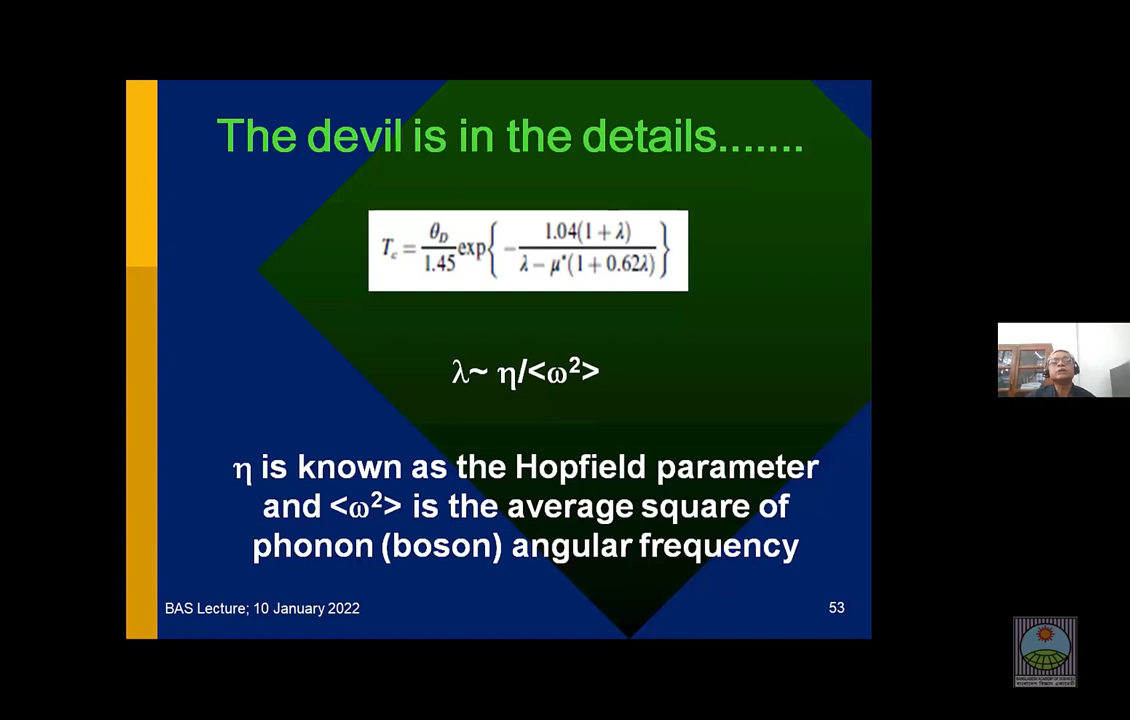 The devil is in the details.......
T_c = θ_D/1.45 exp{ − 1.04(1 + λ) / λ − μ*(1 + 0.62λ) }
λ~ η/<ω²>
η is known as the Hopfield parameter
and <ω²> is the average square of
phonon (boson) angular frequency
BAS Lecture; 10 January 2022
53